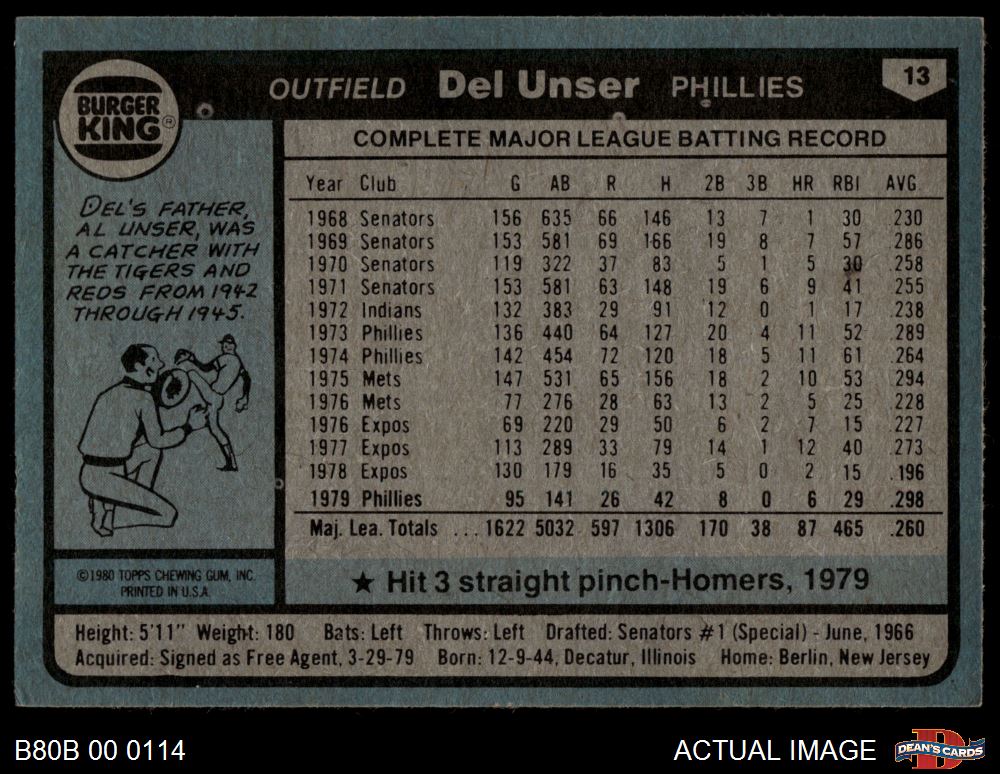 BURGER KING®
OUTFIELD Del Unser PHILLIES 13
DEL'S FATHER,
AL UNSER, WAS
A CATCHER WITH
THE TIGERS AND
REDS FROM 1942
THROUGH 1945.
©1980 TOPPS CHEWING GUM, INC.
PRINTED IN U.S.A.
COMPLETE MAJOR LEAGUE BATTING RECORD
Year Club G AB R H 2B 3B HR RBI AVG.
1968 Senators 156 635 66 146 13 7 1 30 .230
1969 Senators 153 581 69 166 19 8 7 57 .286
1970 Senators 119 322 37 83 5 1 5 30 .258
1971 Senators 153 581 63 148 19 6 9 41 .255
1972 Indians 132 383 29 91 12 0 1 17 .238
1973 Phillies 136 440 64 127 20 4 11 52 .289
1974 Phillies 142 454 72 120 18 5 11 61 .264
1975 Mets 147 531 65 156 18 2 10 53 .294
1976 Mets 77 276 28 63 13 2 5 25 .228
1976 Expos 69 220 29 50 6 2 7 15 .227
1977 Expos 113 289 33 79 14 1 12 40 .273
1978 Expos 130 179 16 35 5 0 2 15 .196
1979 Phillies 95 141 26 42 8 0 6 29 .298
Maj. Lea. Totals ... 1622 5032 597 1306 170 38 87 465 .260
★ Hit 3 straight pinch-Homers, 1979
Height: 5'11" Weight: 180 Bats: Left Throws: Left Drafted: Senators #1 (Special) - June, 1966
Acquired: Signed as Free Agent, 3-29-79 Born: 12-9-44, Decatur, Illinois Home: Berlin, New Jersey
B80B 00 0114 ACTUAL IMAGE DEAN'S CARDS